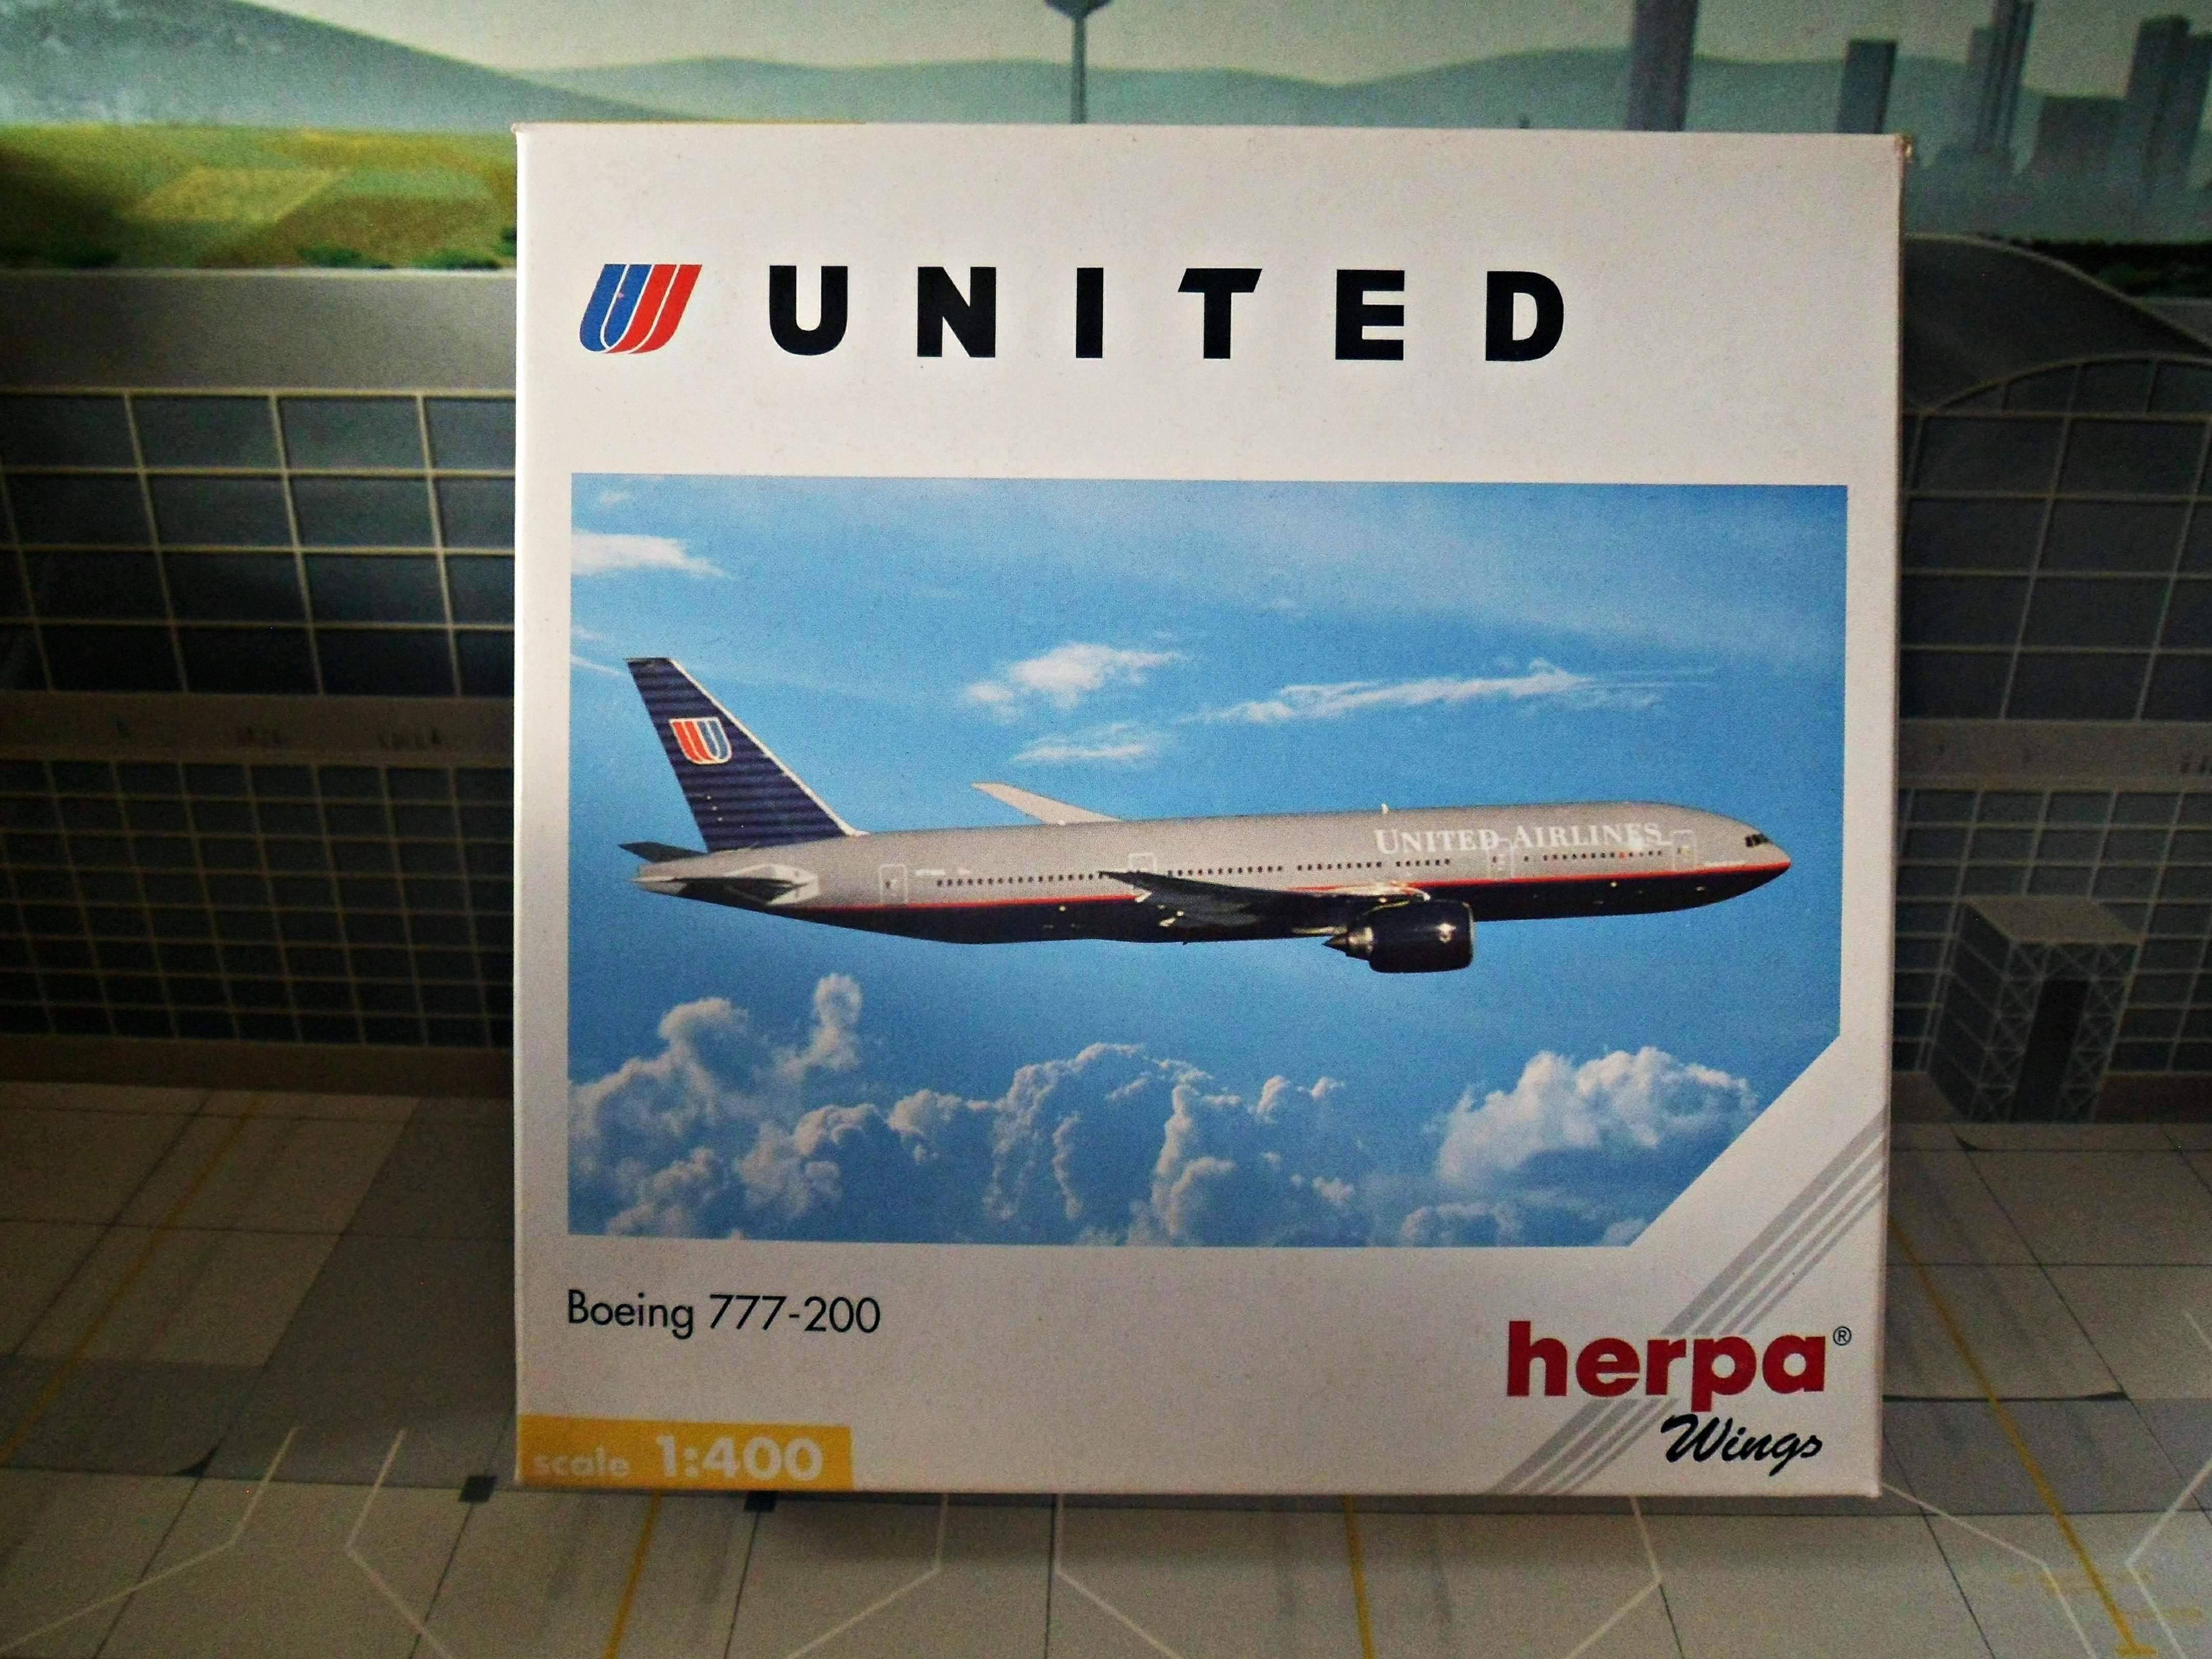 UNITED
UNITED AIRLINES
Boeing 777-200
herpa®
Wings
scale 1:400